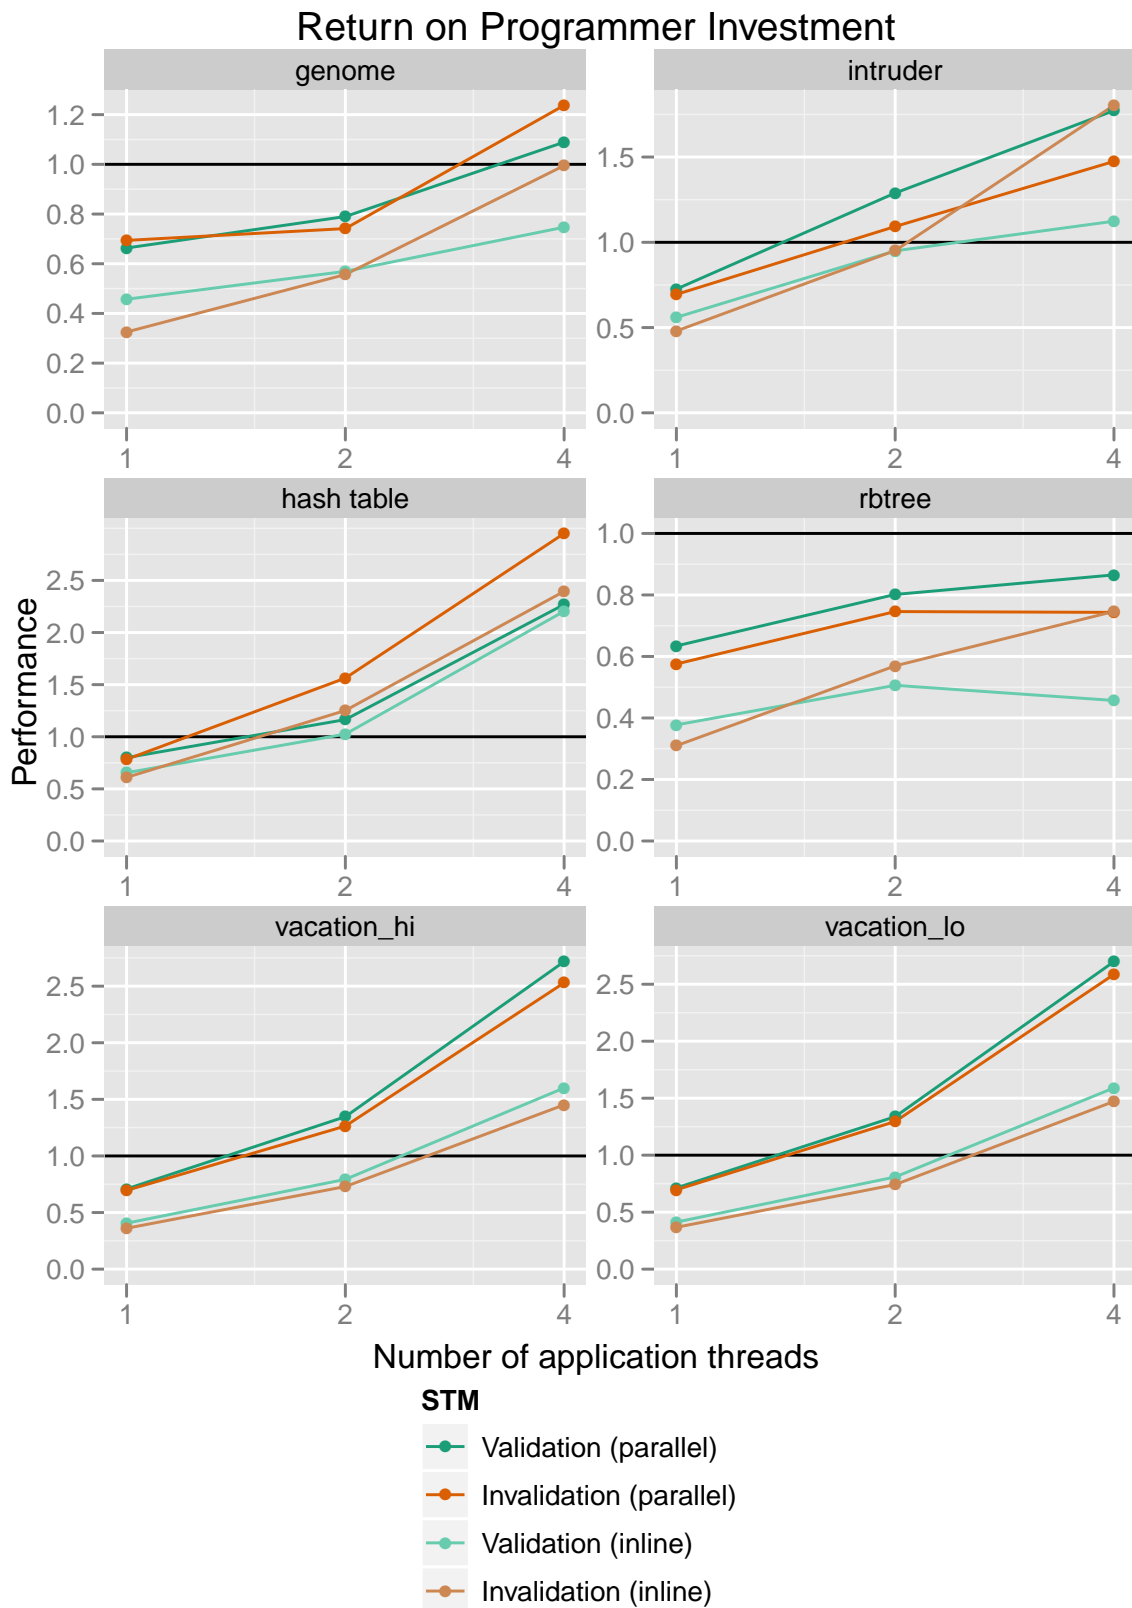 Return on Programmer Investment
genome
intruder
1.2
1.0
0.8
0.6
0.4
0.2
0.0
1.5
1.0
0.5
0.0
1 2 4
1 2 4
hash table
rbtree
Performance
2.5
2.0
1.5
1.0
0.5
0.0
1.0
0.8
0.6
0.4
0.2
0.0
1 2 4
1 2 4
vacation_hi
vacation_lo
2.5
2.0
1.5
1.0
0.5
0.0
2.5
2.0
1.5
1.0
0.5
0.0
1 2 4
1 2 4
Number of application threads
STM
Validation (parallel)
Invalidation (parallel)
Validation (inline)
Invalidation (inline)